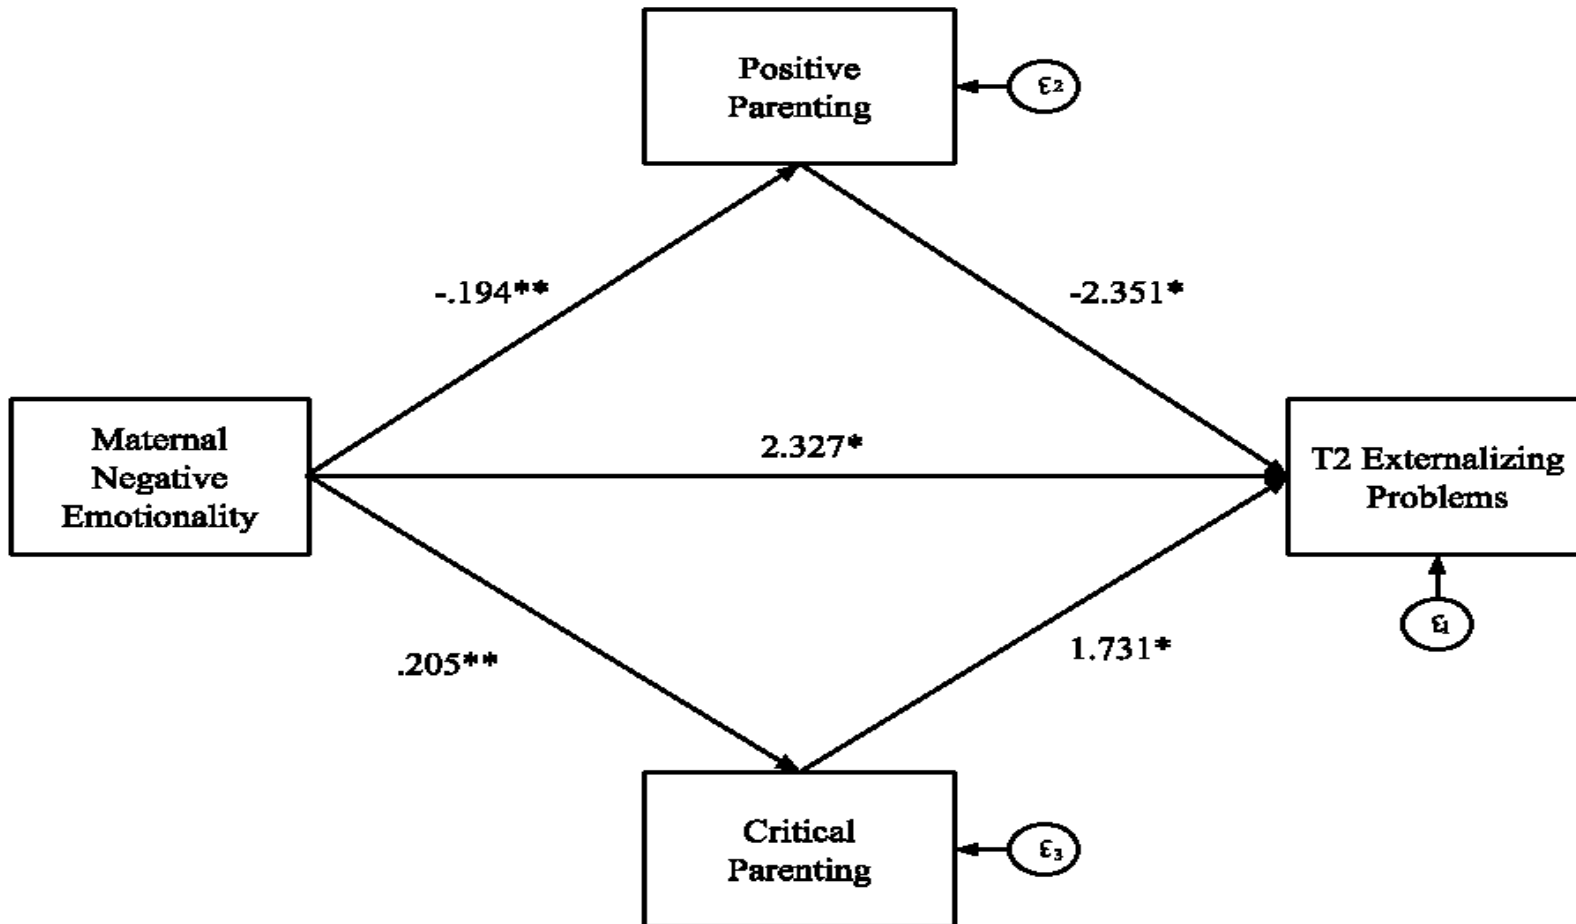 Positive
Parenting
ε2
-.194**
-2.351*
Maternal
Negative
Emotionality
2.327*
T2 Externalizing
Problems
ε1
.205**
1.731*
Critical
Parenting
ε3